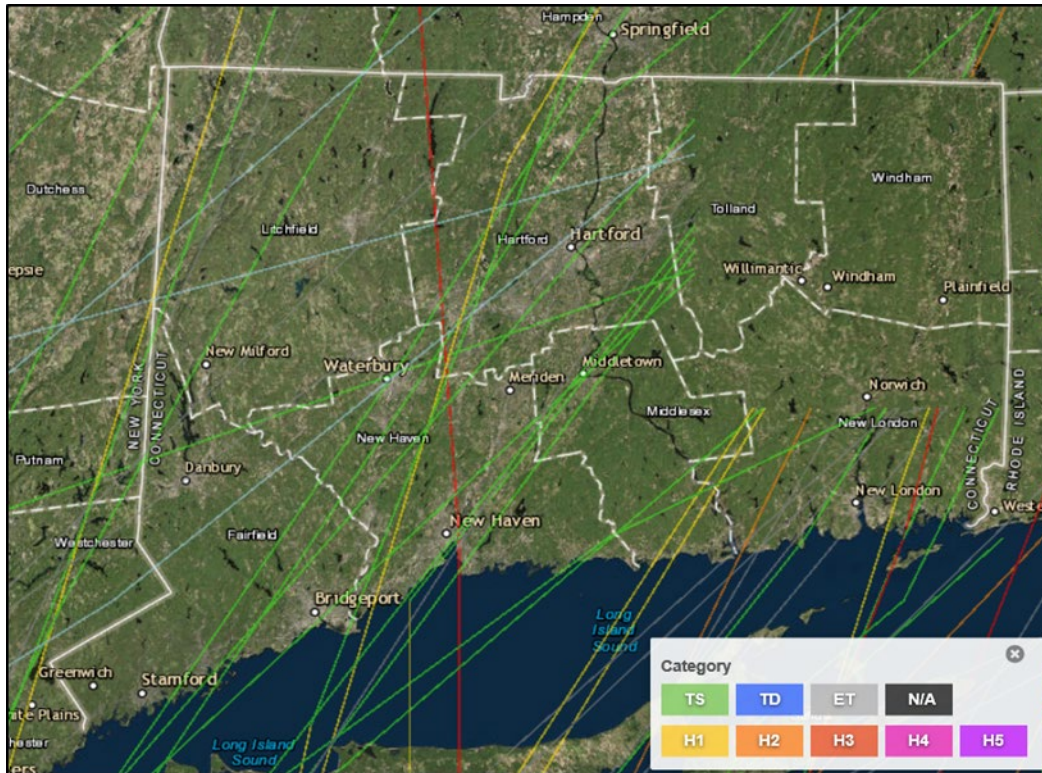 Hampden
Springfield
Dutchess
Litchfield
Hartford
Hartford
Tolland
Windham
epsie
Willimantic
Windham
Plainfield
New Milford
Waterbury
Meriden
Middletown
Norwich
NEW YORK
CONNECTICUT
New Haven
Middlesex
New London
CONNECTICUT
RHODE ISLAND
Putnam
Danbury
New London
Weste
Westchester
Fairfield
New Haven
Bridgeport
Long
Island
Sound
Greenwich
Stamford
ite Plains
hester
ers
Long Island
Sound
Category
TS TD ET N/A
H1 H2 H3 H4 H5